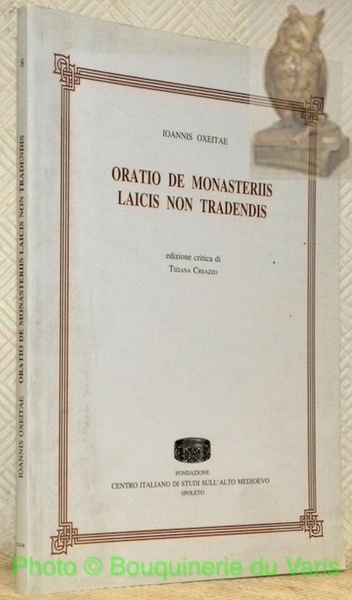 IOANNIS OXEITAE
ORATIO DE MONASTERIIS
LAICIS NON TRADENDIS
edizione critica di
TIZIANA CREAZZO
FONDAZIONE
CENTRO ITALIANO DI STUDI SULL'ALTO MEDIOEVO
SPOLETO
IOANNIS OXEITAE ORATIO DE MONASTERIIS LAICIS NON TRADENDIS
Photo © Bouquinerie du Varis